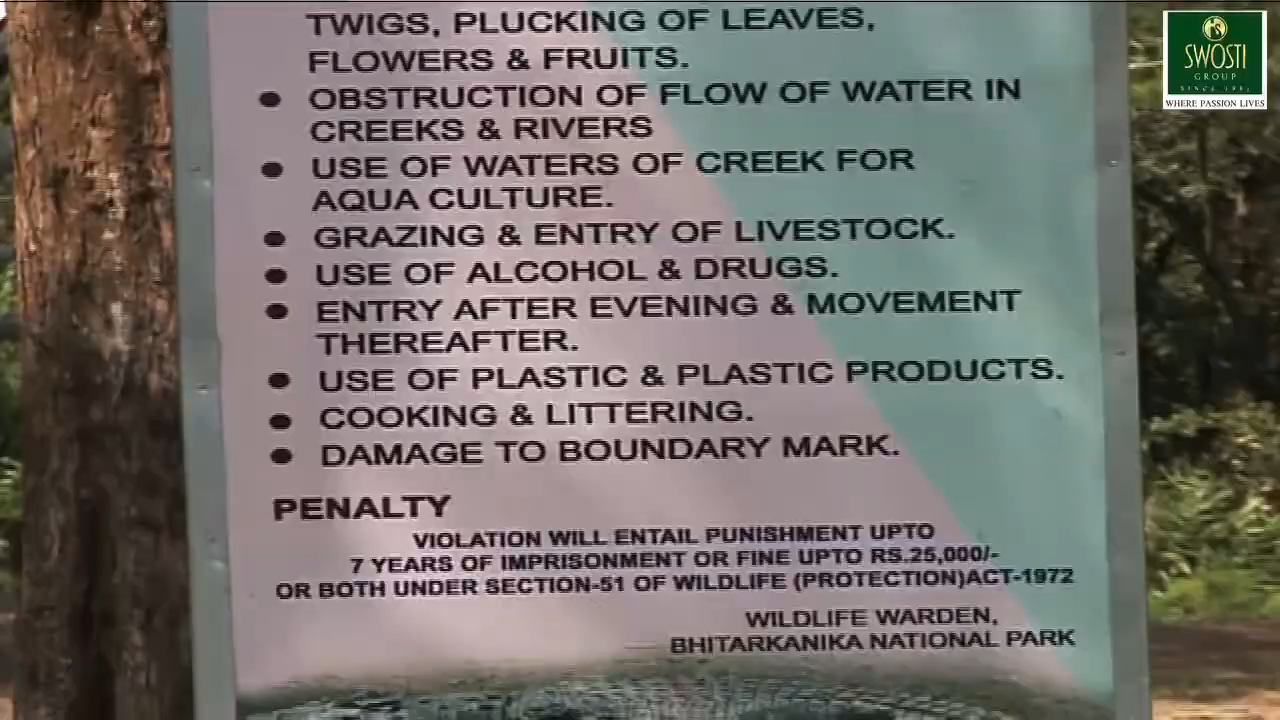 TWIGS, PLUCKING OF LEAVES,
FLOWERS & FRUITS.
● OBSTRUCTION OF FLOW OF WATER IN
CREEKS & RIVERS
● USE OF WATERS OF CREEK FOR
AQUA CULTURE.
● GRAZING & ENTRY OF LIVESTOCK.
● USE OF ALCOHOL & DRUGS.
● ENTRY AFTER EVENING & MOVEMENT
THEREAFTER.
● USE OF PLASTIC & PLASTIC PRODUCTS.
● COOKING & LITTERING.
● DAMAGE TO BOUNDARY MARK.
PENALTY
VIOLATION WILL ENTAIL PUNISHMENT UPTO
7 YEARS OF IMPRISONMENT OR FINE UPTO RS.25,000/-
OR BOTH UNDER SECTION-51 OF WILDLIFE (PROTECTION)ACT-1972
WILDLIFE WARDEN,
BHITARKANIKA NATIONAL PARK
SWOSTI
GROUP
WHERE PASSION LIVES